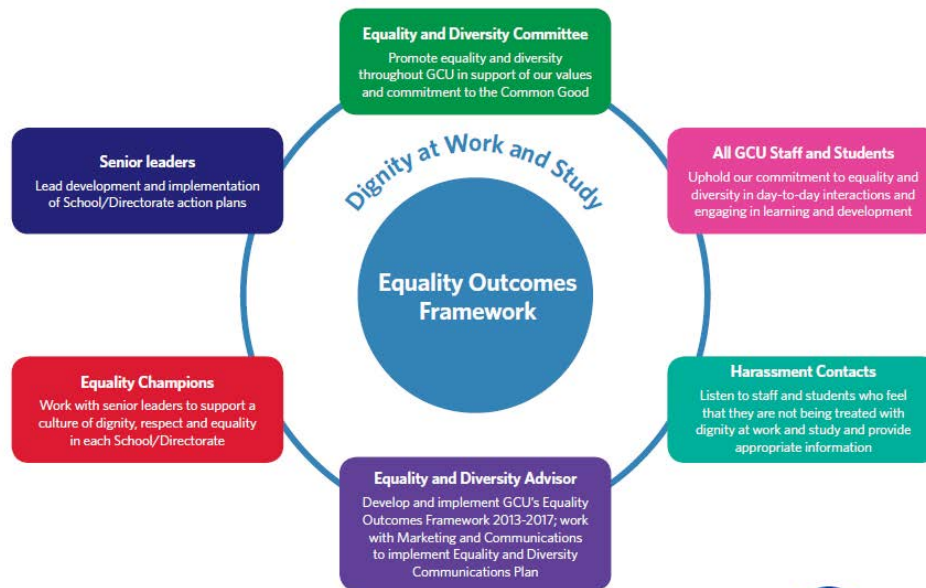 Equality and Diversity Committee
Promote equality and diversity
throughout GCU in support of our values
and commitment to the Common Good
Senior leaders
Lead development and implementation
of School/Directorate action plans
Dignity at Work and Study
All GCU Staff and Students
Uphold our commitment to equality and
diversity in day-to-day interactions and
engaging in learning and development
Equality Outcomes
Framework
Equality Champions
Work with senior leaders to support a
culture of dignity, respect and equality
in each School/Directorate
Harassment Contacts
Listen to staff and students who feel
that they are not being treated with
dignity at work and study and provide
appropriate information
Equality and Diversity Advisor
Develop and implement GCU's Equality
Outcomes Framework 2013-2017; work
with Marketing and Communications
to implement Equality and Diversity
Communications Plan